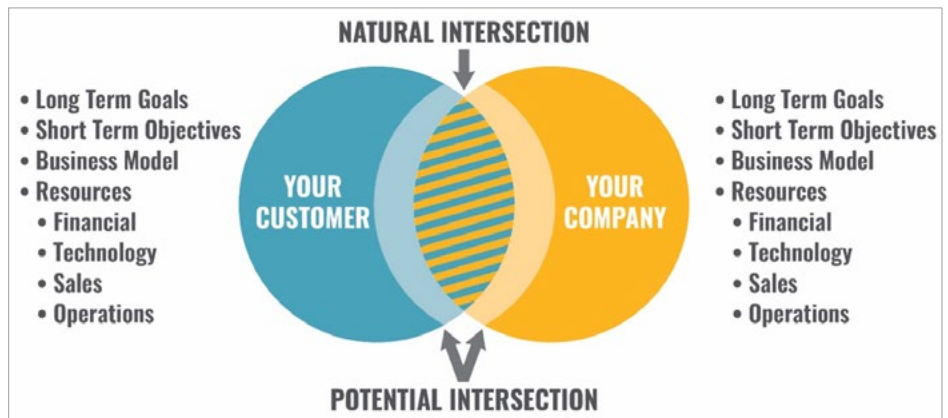 NATURAL INTERSECTION
• Long Term Goals
• Short Term Objectives
• Business Model
• Resources
• Financial
• Technology
• Sales
• Operations
YOUR
CUSTOMER
YOUR
COMPANY
• Long Term Goals
• Short Term Objectives
• Business Model
• Resources
• Financial
• Technology
• Sales
• Operations
POTENTIAL INTERSECTION